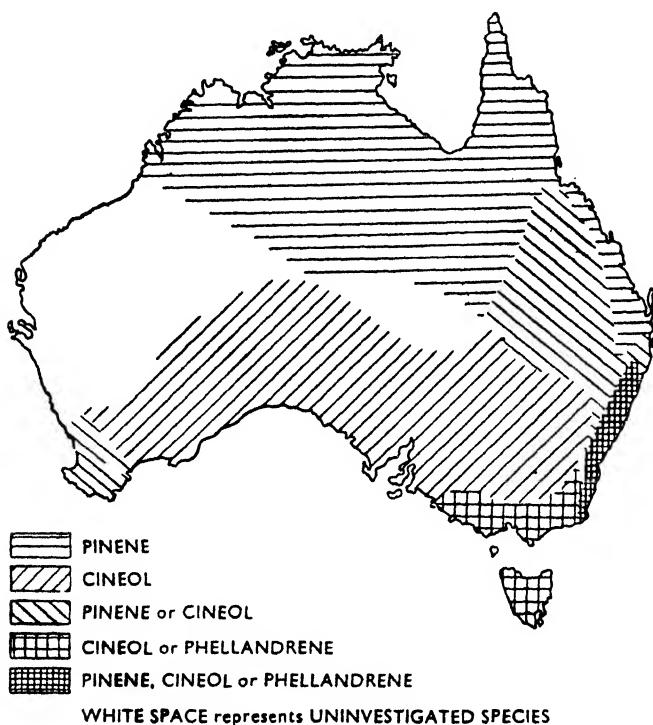 PINENE
CINEOL
PINENE or CINEOL
CINEOL or PHELLANDRENE
PINENE, CINEOL or PHELLANDRENE
WHITE SPACE represents UNINVESTIGATED SPECIES